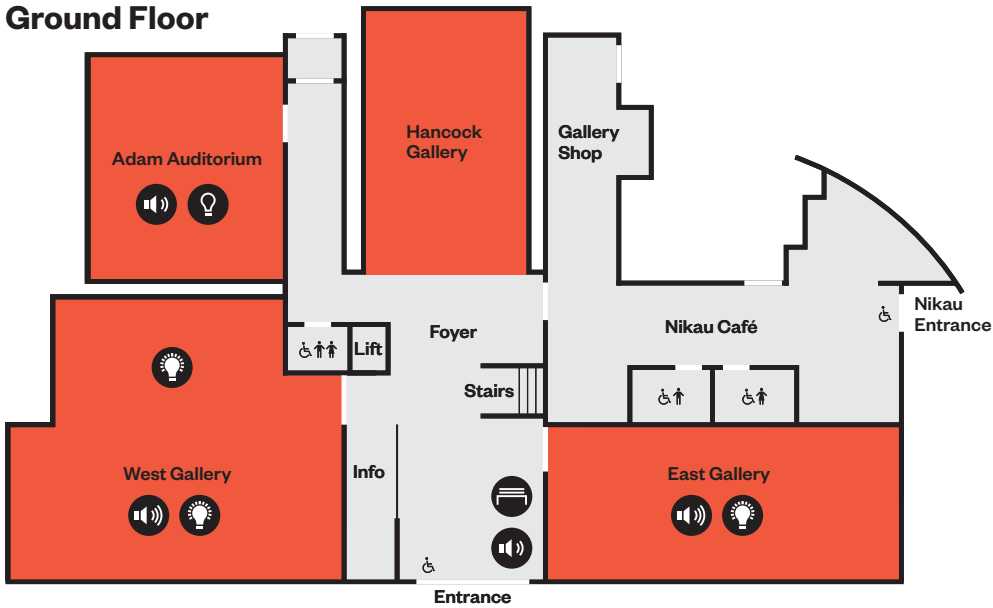 Ground Floor
Hancock
Gallery
Gallery
Shop
Adam Auditorium
Nikau
Entrance
Foyer
Nikau Café
Lift
Stairs
Info
West Gallery
East Gallery
Entrance